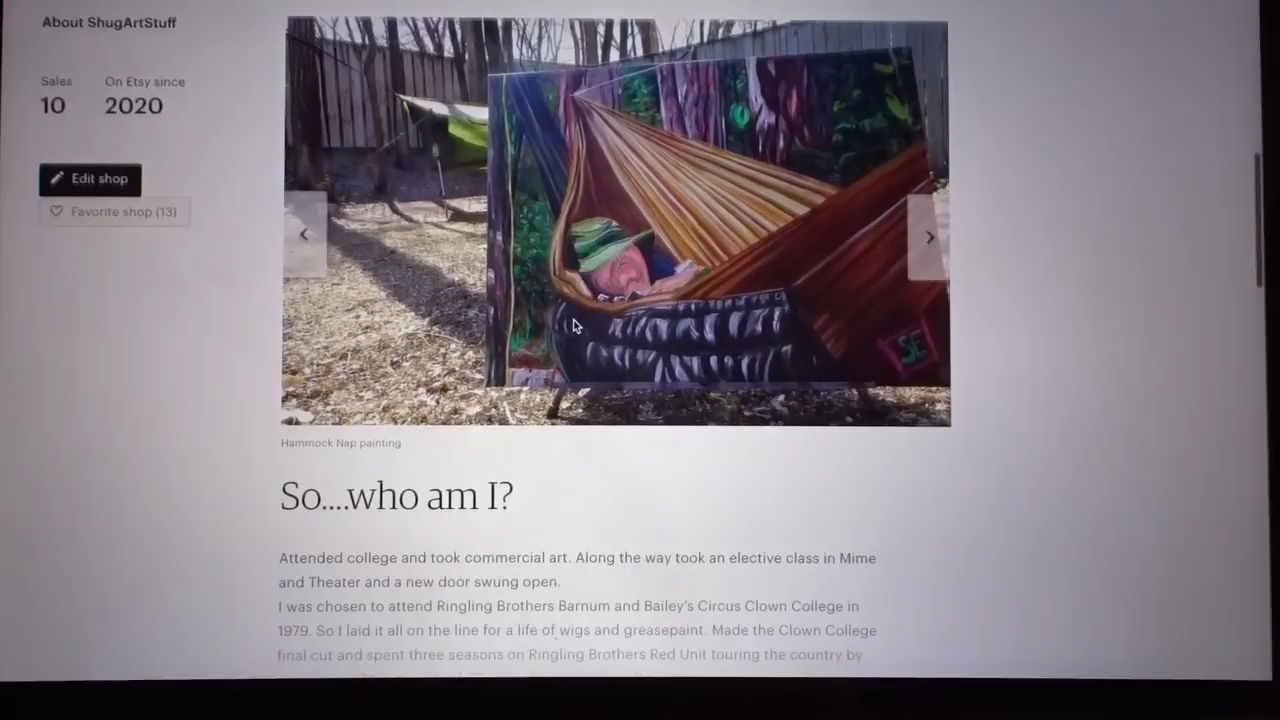 About ShugArtStuff
Sales
On Etsy since
10
2020
Edit shop
Favorite shop (13)
SE
Hammock Nap painting
So....who am I?
Attended college and took commercial art. Along the way took an elective class in Mime
and Theater and a new door swung open.
I was chosen to attend Ringling Brothers Barnum and Bailey's Circus Clown College in
1979. So I laid it all on the line for a life of wigs and greasepaint. Made the Clown College
final cut and spent three seasons on Ringling Brothers Red Unit touring the country by